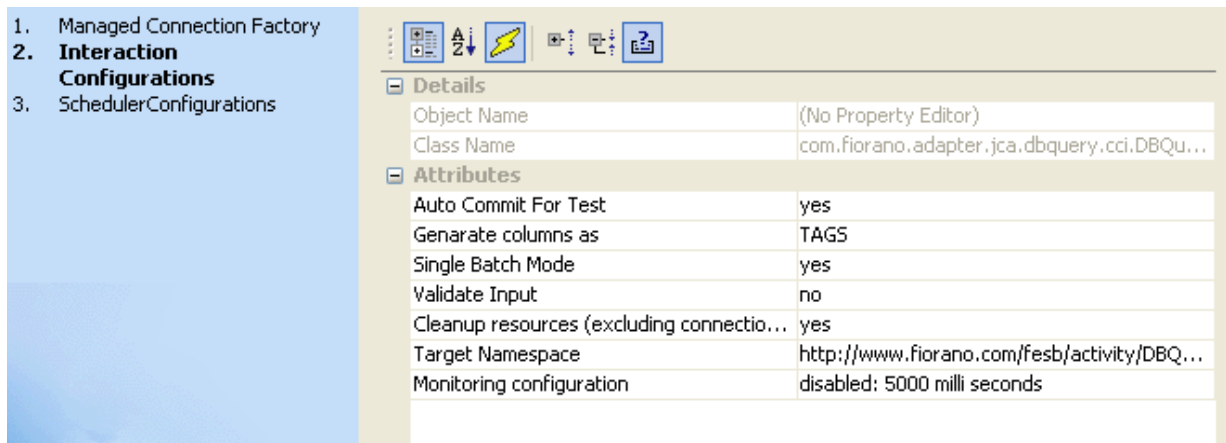 1. Managed Connection Factory
2. Interaction
Configurations
3. SchedulerConfigurations
Details
Object Name (No Property Editor)
Class Name com.fiorano.adapter.jca.dbquery.cci.DBQu...
Attributes
Auto Commit For Test yes
Genarate columns as TAGS
Single Batch Mode yes
Validate Input no
Cleanup resources (excluding connectio... yes
Target Namespace http://www.fiorano.com/fesb/activity/DBQ...
Monitoring configuration disabled: 5000 milli seconds